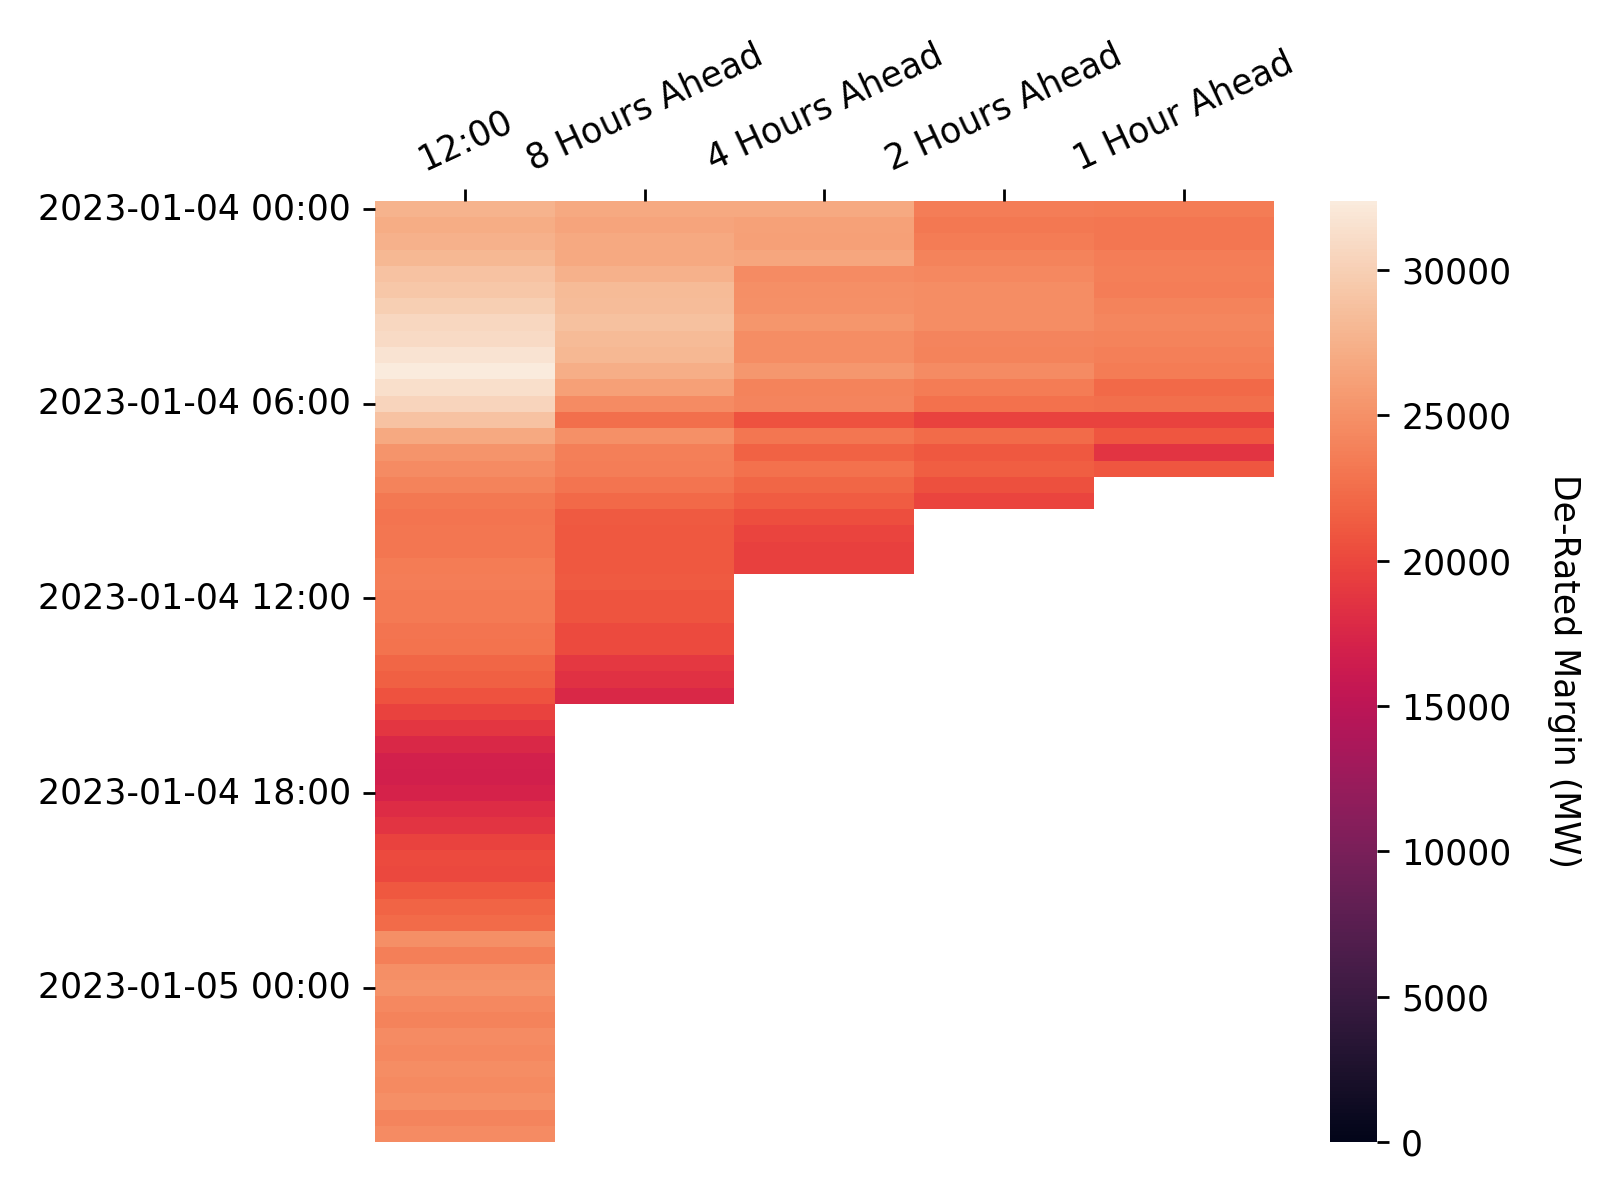 12:00
8 Hours Ahead
4 Hours Ahead
2 Hours Ahead
1 Hour Ahead
2023-01-04 00:00
2023-01-04 06:00
2023-01-04 12:00
2023-01-04 18:00
2023-01-05 00:00
30000
25000
20000
15000
10000
5000
0
De-Rated Margin (MW)